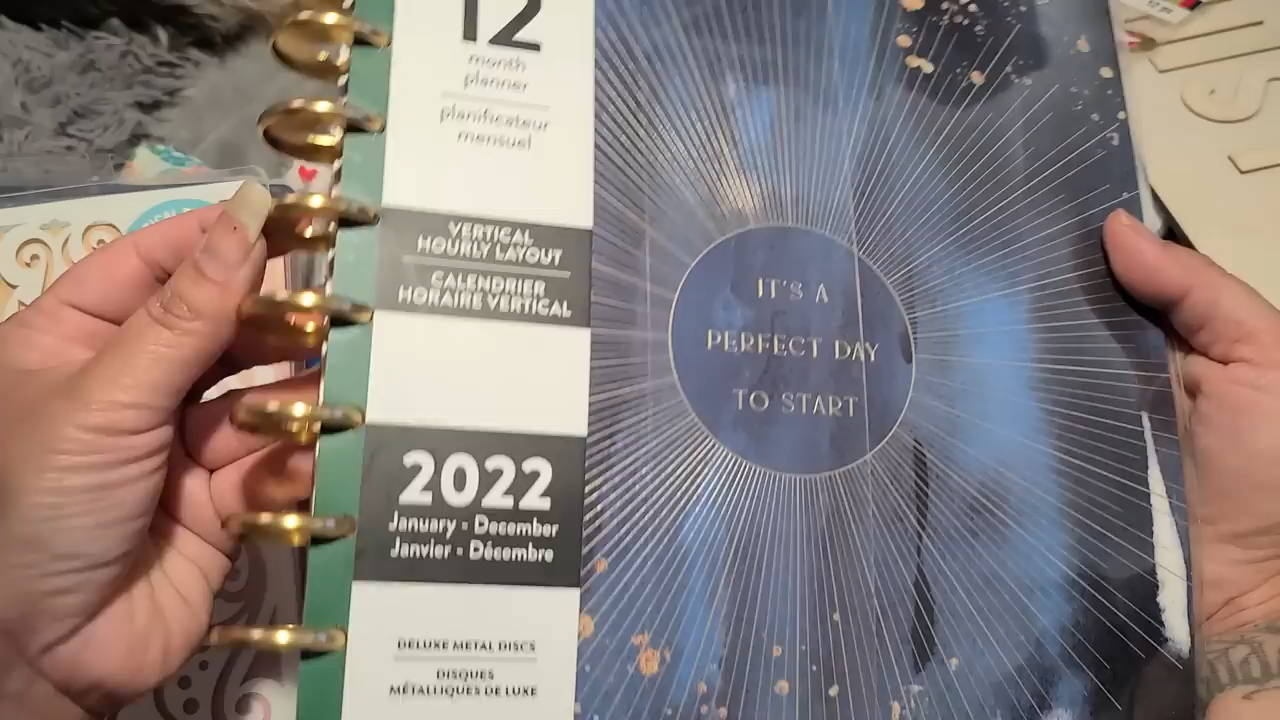 12
month
planner
planificateur
mensuel
VERTICAL
HOURLY LAYOUT
CALENDRIER
HORAIRE VERTICAL
2022
January - December
Janvier - Décembre
DELUXE METAL DISCS
DISQUES
MÉTALLIQUES DE LUXE
IT'S A
PERFECT DAY
TO START